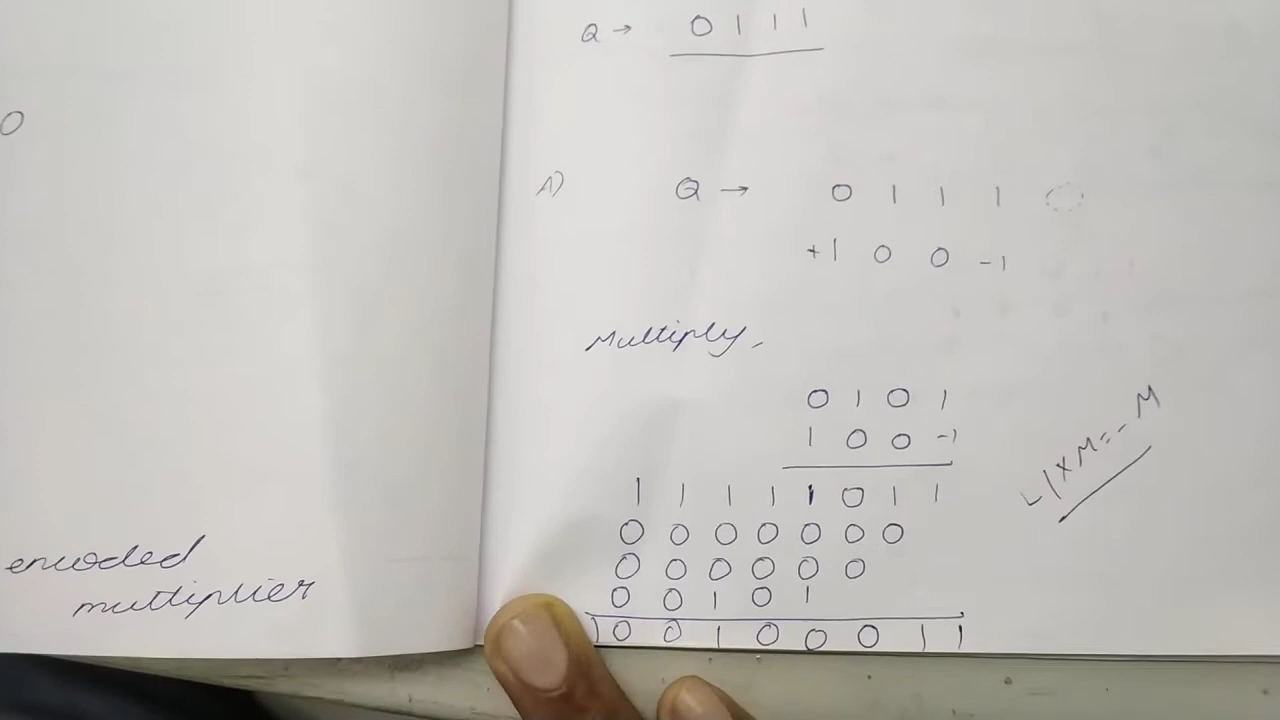 0
encoded
multiplier
Q → 0 1 1 1
A) Q → 0 1 1 1 0
+1 0 0 -1
Multiply,
0 1 0 1
1 0 0 -1
-1 x M = - M
1 1 1 1 1 0 1 1
0 0 0 0 0 0 0
0 0 0 0 0 0
0 0 1 0 1
1 0 0 1 0 0 0 1 1